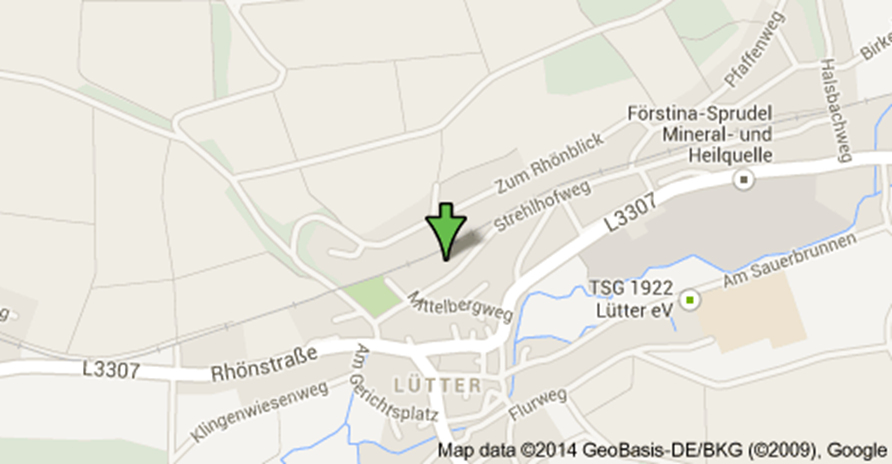 Pfaffenweg
Birke
Halsbachweg
Förstina-Sprudel
Mineral- und
Heilquelle
Zum Rhönblick
Strehlhofweg
L3307
Am Sauerbrunnen
TSG 1922
Lütter eV
Mittelbergweg
g
L3307
Rhönstraße
LÜTTER
Am Gerichtsplatz
Klingenwiesenweg
Flurweg
Map data ©2014 GeoBasis-DE/BKG (©2009), Google